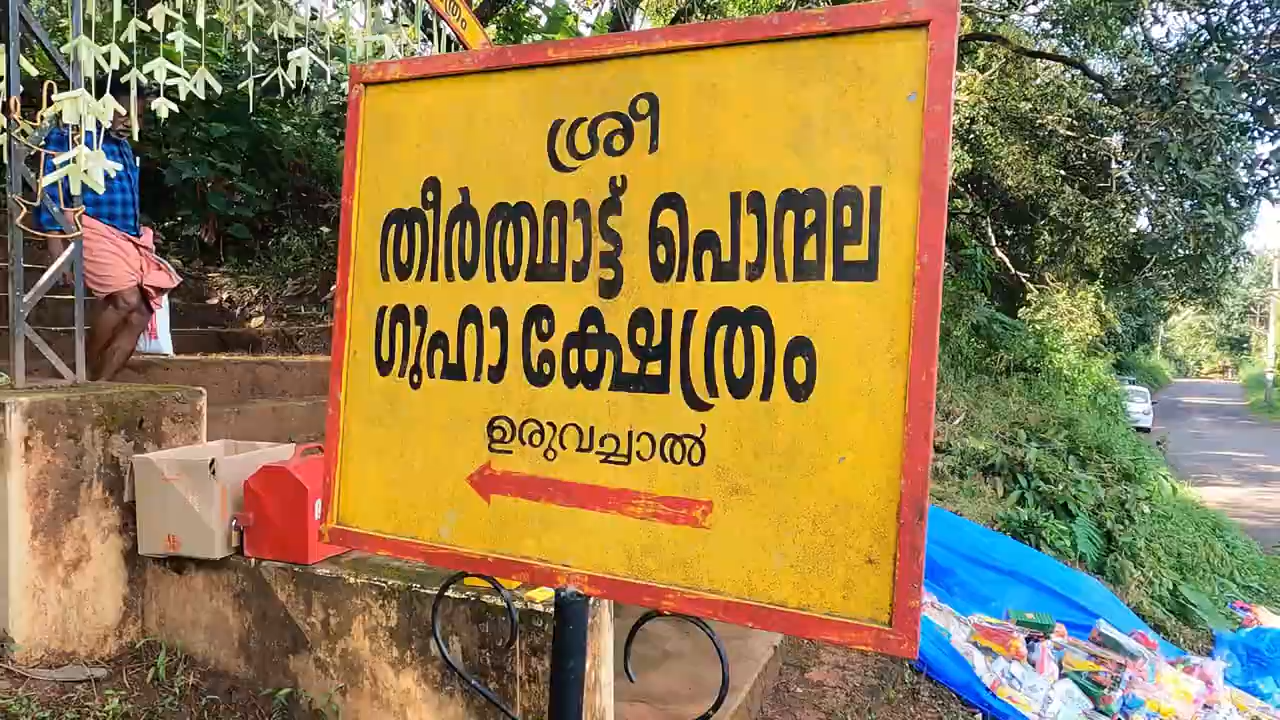 ശ്രീ
തീർത്ഥാട്ട് പൊന്മല
ഗുഹാ ക്ഷേത്രം
ഉരുവച്ചാൽ